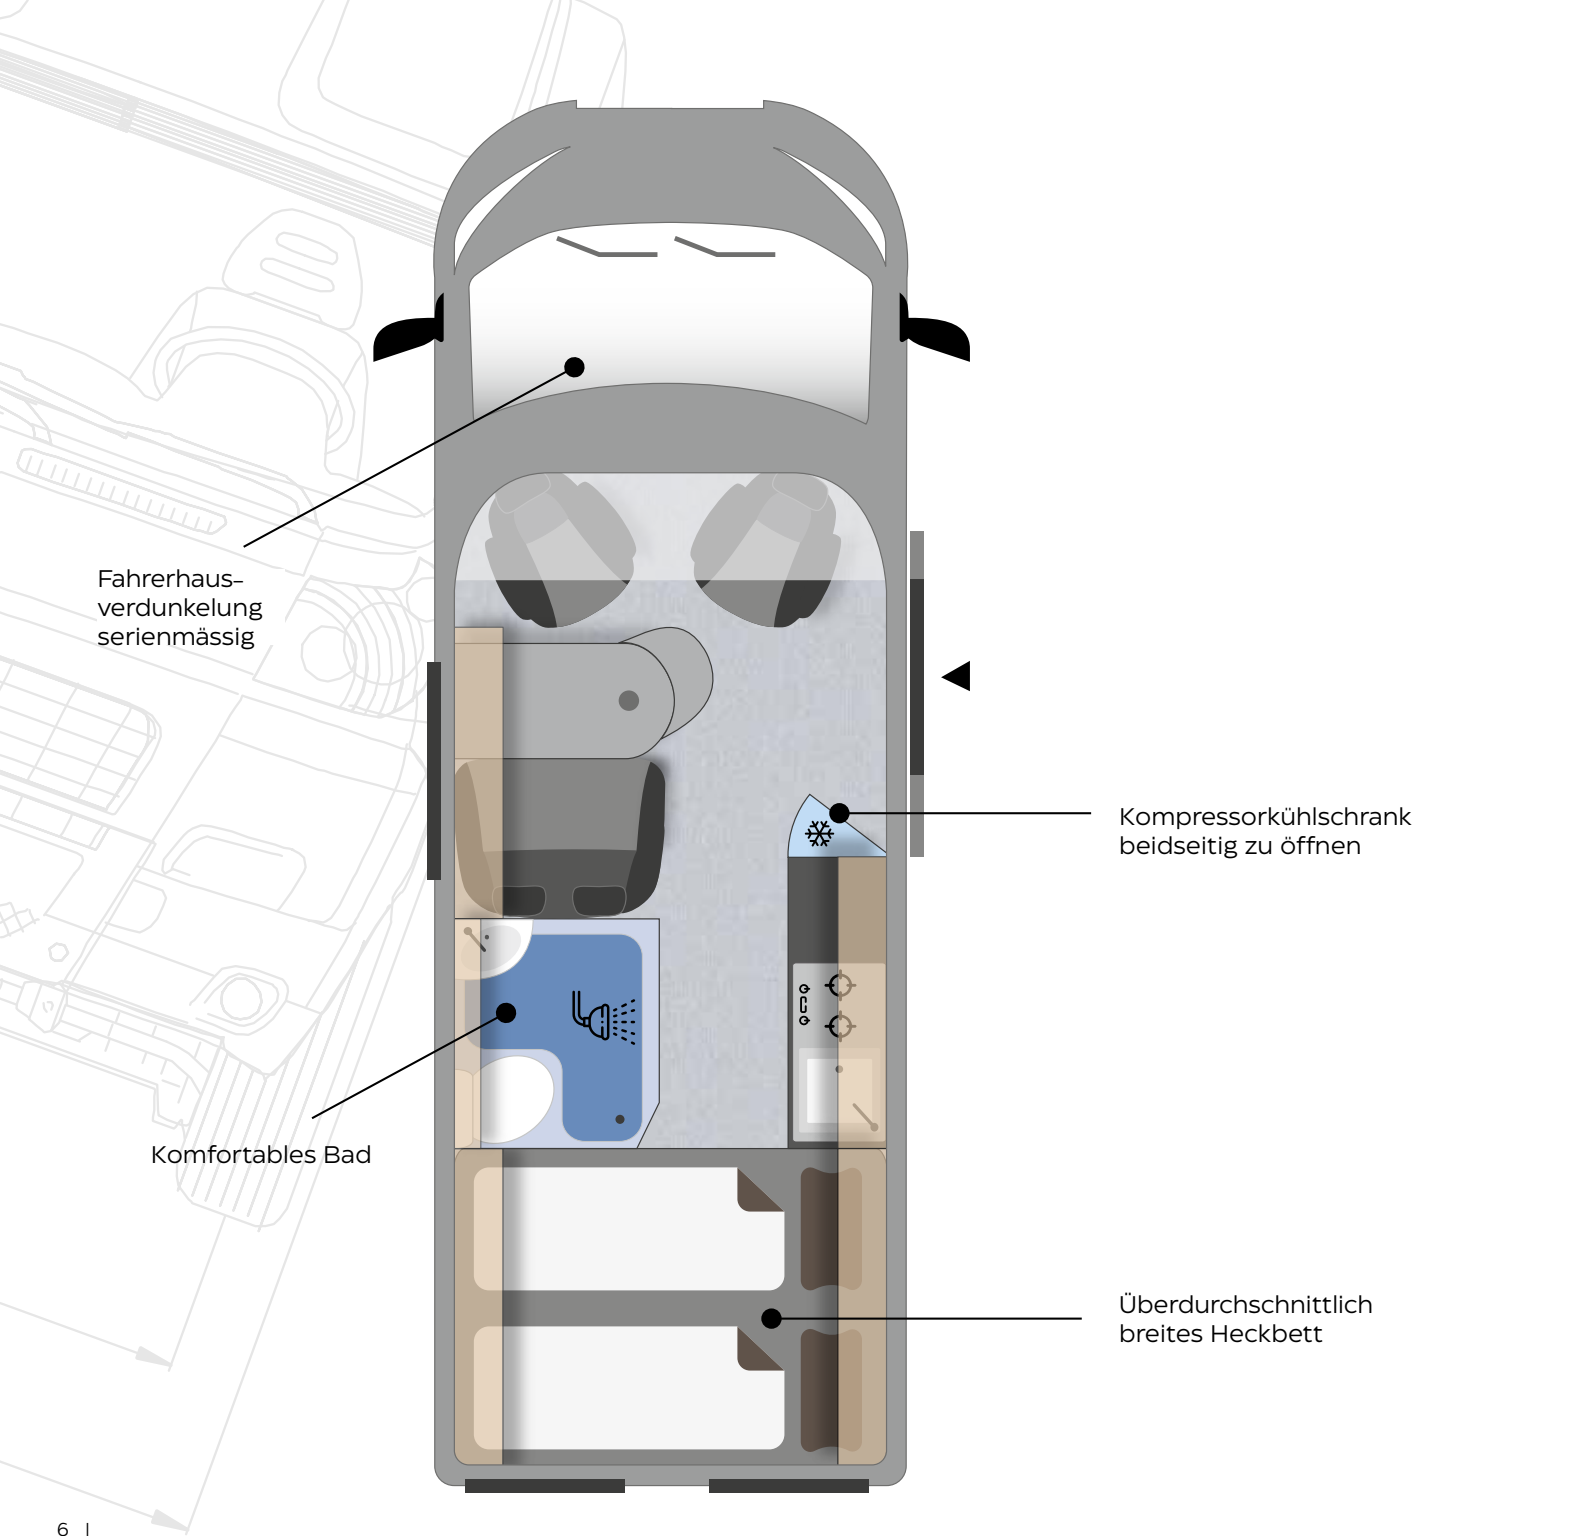 Fahrerhaus-
verdunkelung
serienmässig
Kompressorkühlschrank
beidseitig zu öffnen
Komfortables Bad
Überdurchschnittlich
breites Heckbett
6 |